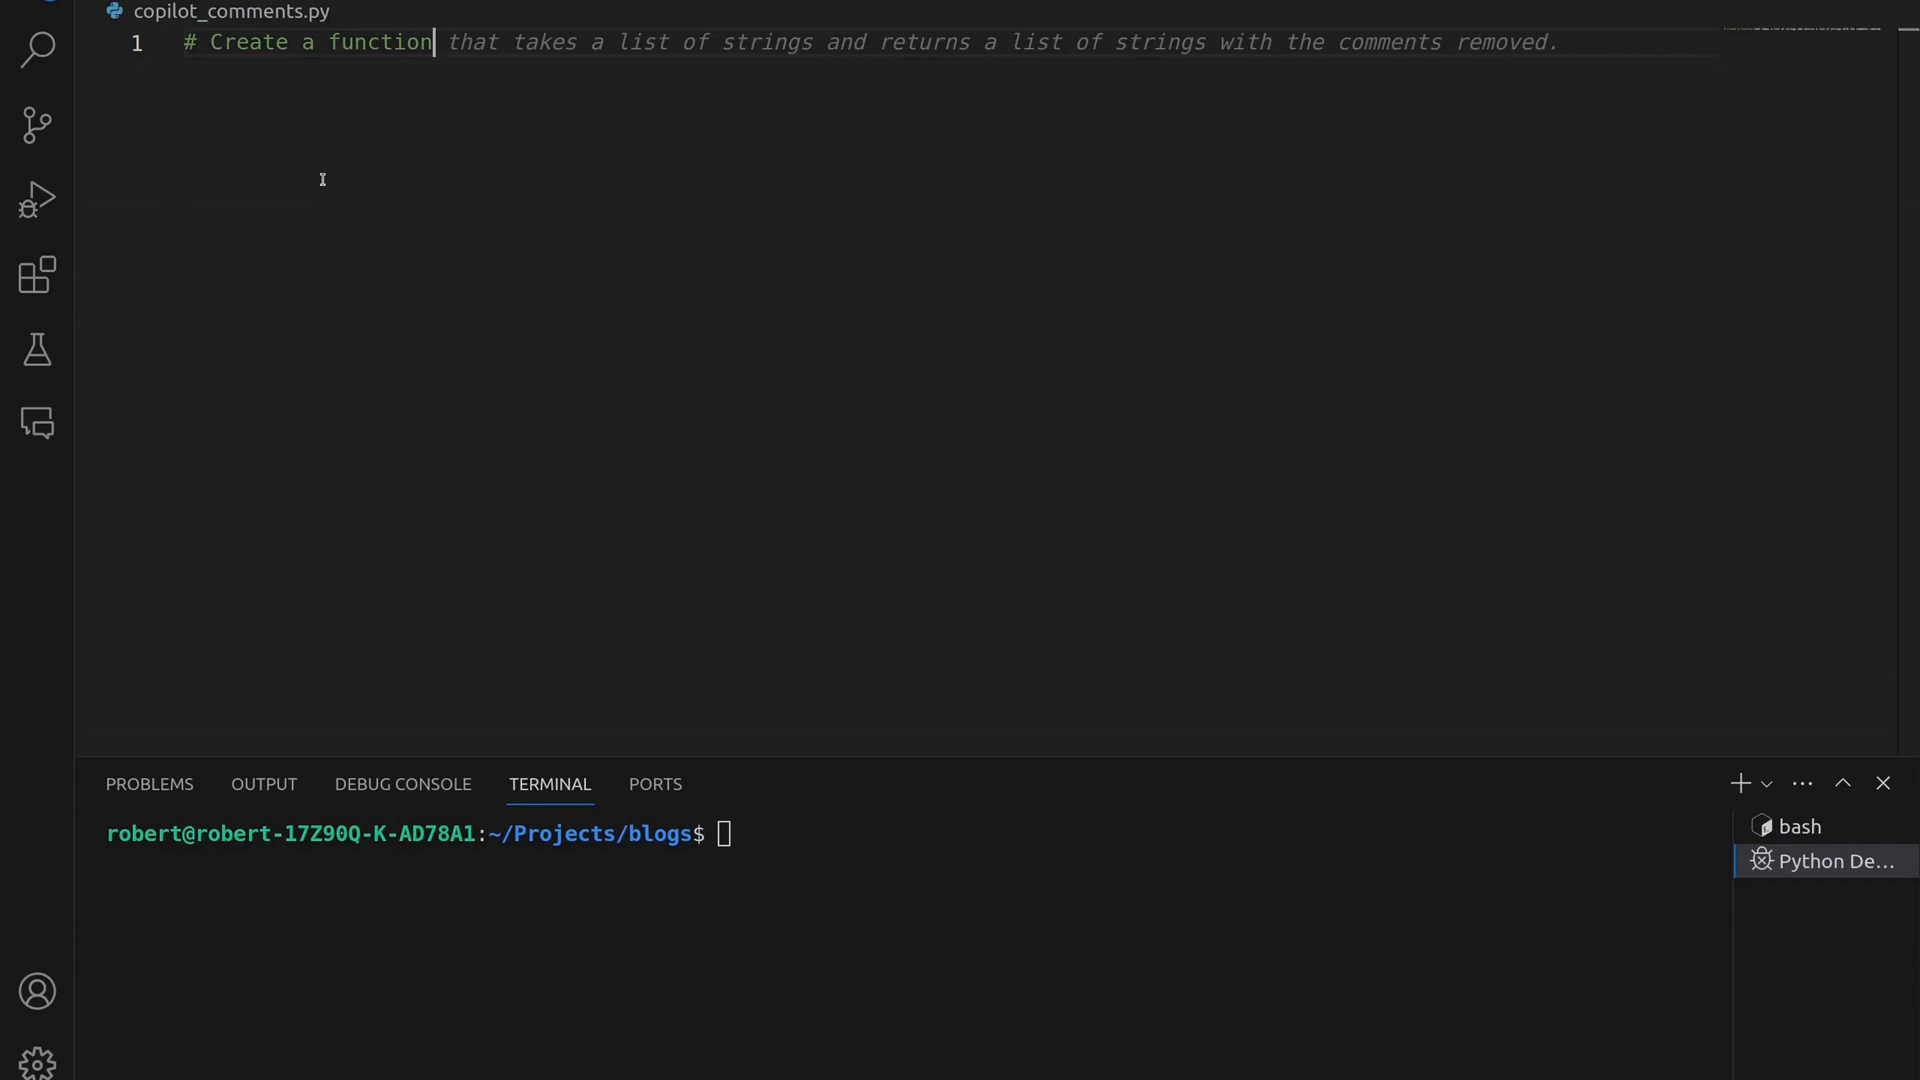 copilot_comments.py
1 # Create a function that takes a list of strings and returns a list of strings with the comments removed.
PROBLEMS OUTPUT DEBUG CONSOLE TERMINAL PORTS
robert@robert-17Z90Q-K-AD78A1:~/Projects/blogs$
bash
Python De...